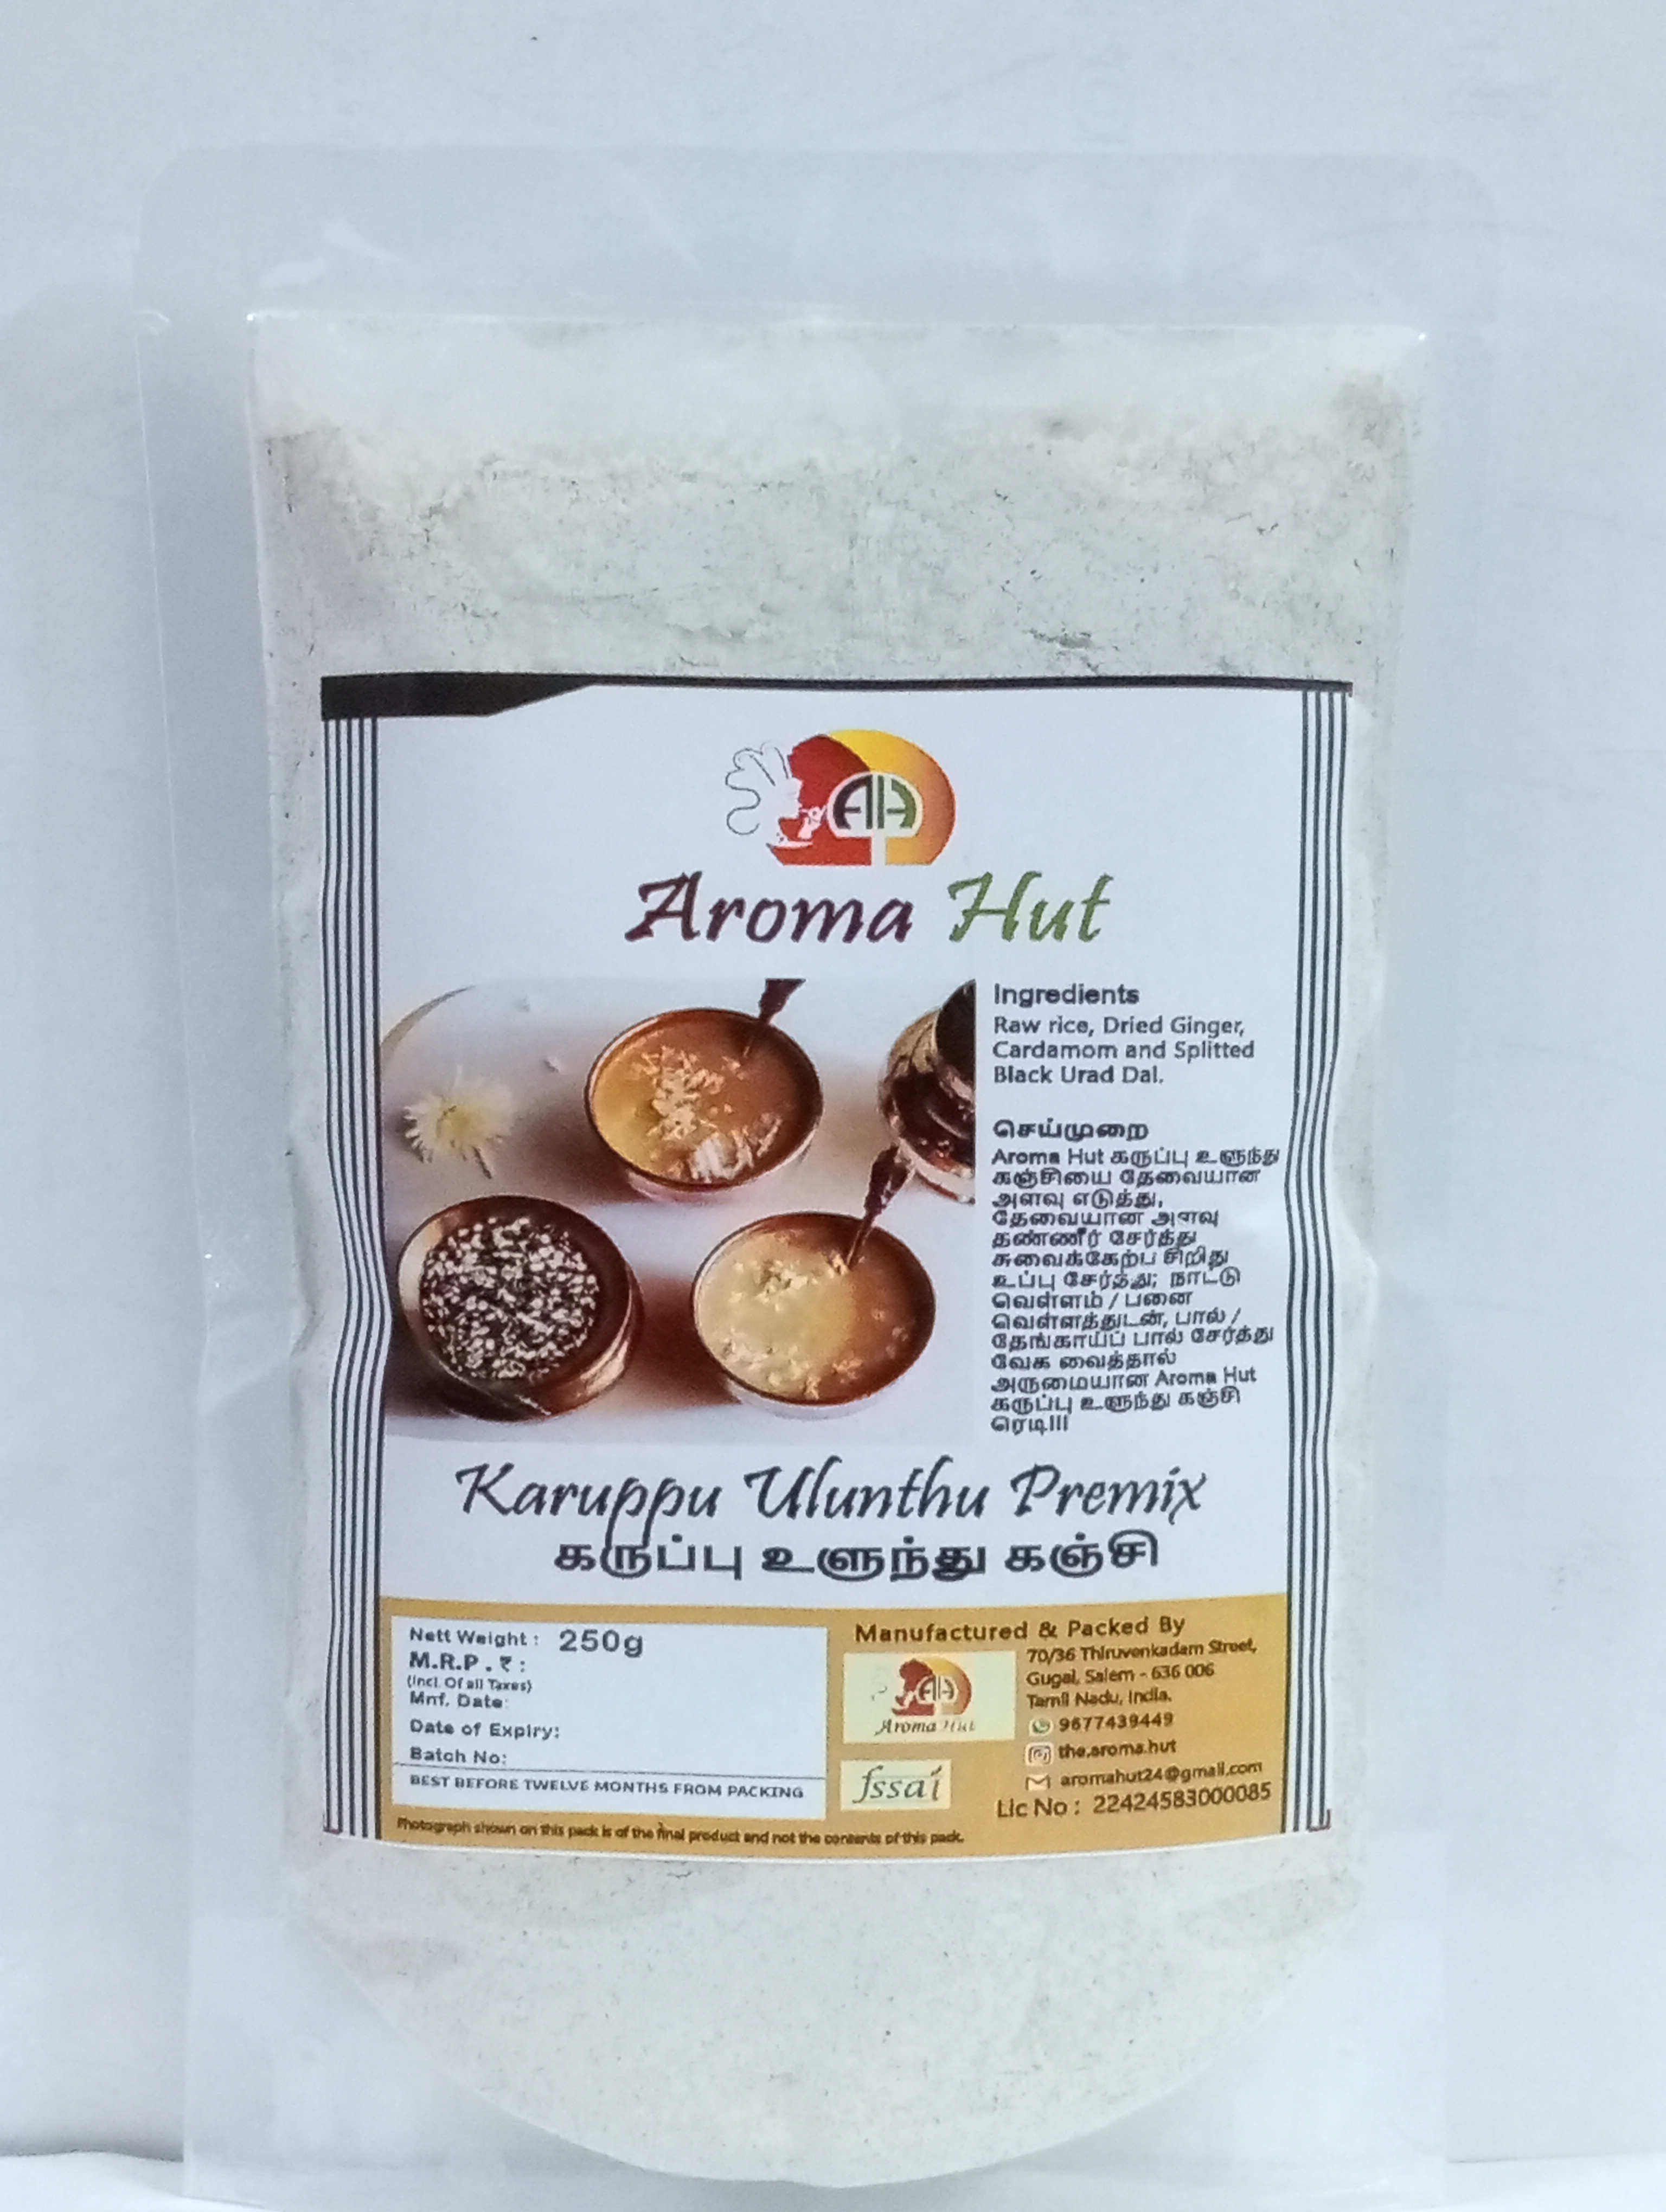 AH
Aroma Hut
Ingredients
Raw rice, Dried Ginger,
Cardamom and Splitted
Black Urad Dal.
செய்முறை
Aroma Hut கருப்பு உளுந்து
கஞ்சியை தேவையான
அளவு எடுத்து,
தேவையான அளவு
தண்ணீர் சேர்த்து
சுவைக்கேற்ப சிறிது
உப்பு சேர்த்து; நாட்டு
வெள்ளம் / பனை
வெள்ளத்துடன், பால் /
தேங்காய்ப் பால் சேர்த்து
வேக வைத்தால்
அருமையான Aroma Hut
கருப்பு உளுந்து கஞ்சி
ரெடி!!!
Karuppu Ulunthu Premix
கருப்பு உளுந்து கஞ்சி
Nett Weight : 250g
M.R.P . ₹ :
(Incl. Of all Taxes)
Mnf. Date:
Date of Expiry:
Batch No:
BEST BEFORE TWELVE MONTHS FROM PACKING
Manufactured & Packed By
AH
Aroma Hut
70/36 Thiruvenkadam Street,
Gugai, Salem - 636 006
Tamil Nadu, India.
9677439449
the.aroma.hut
aromahut24@gmail.com
fssai
Lic No : 22424583000085
Photograph shown on this pack is of the final product and not the contents of this pack.